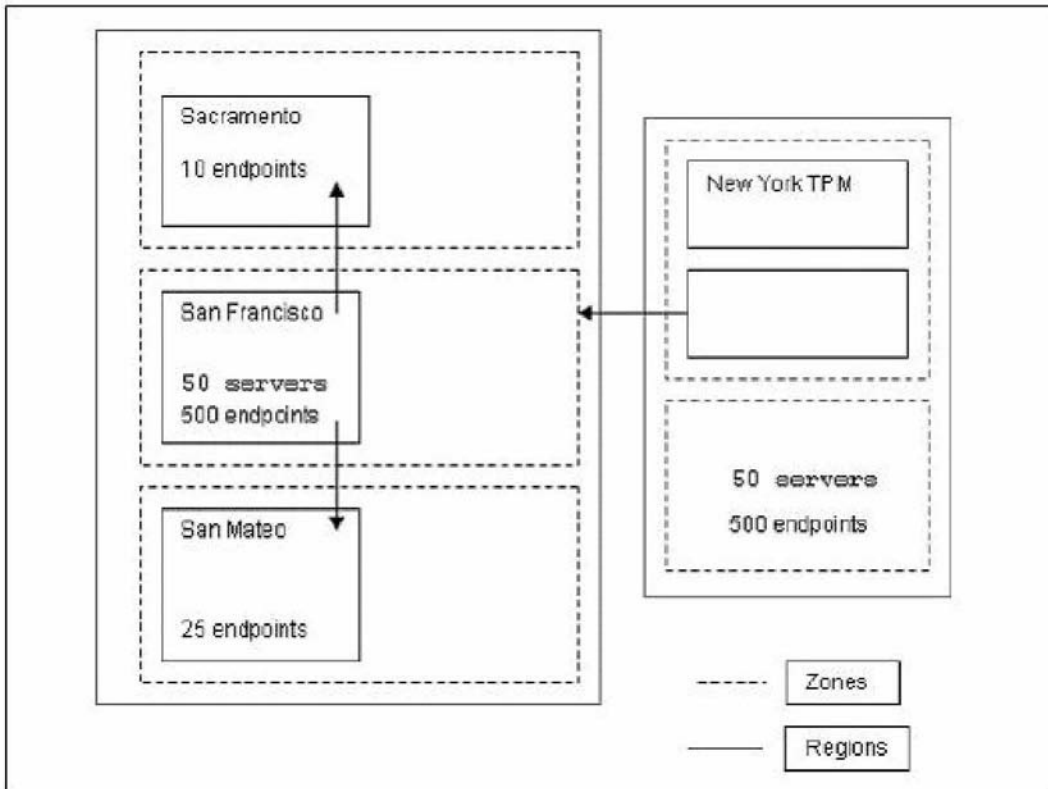 Sacramento
10 endpoints
San Francisco
50 servers
500 endpoints
San Mateo
25 endpoints
New York TPM
50 servers
500 endpoints
Zones
Regions